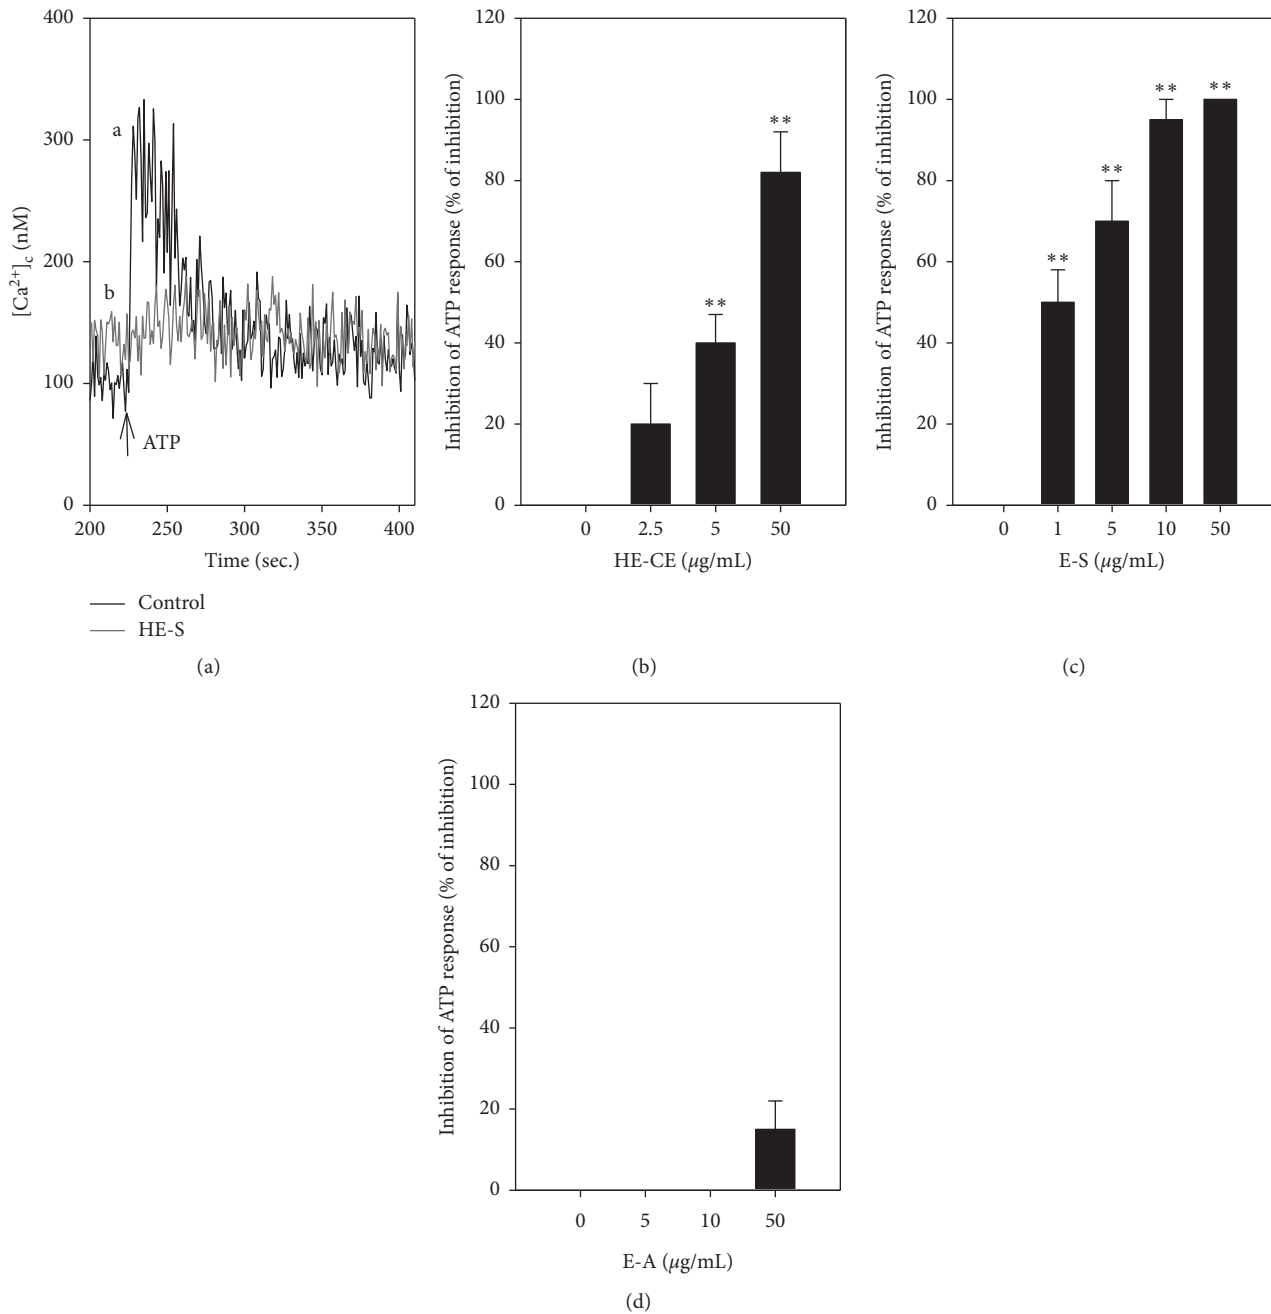 400
300
200
100
0
[Ca²⁺]c (nM)
a
b
ATP
200 250 300 350 400
Time (sec.)
Control
HE-S
(a)
120
100
80
60
40
20
0
Inhibition of ATP response (% of inhibition)
**
**
0 2.5 5 50
HE-CE (μg/mL)
(b)
120
100
80
60
40
20
0
Inhibition of ATP response (% of inhibition)
**
**
**
**
0 1 5 10 50
E-S (μg/mL)
(c)
120
100
80
60
40
20
0
Inhibition of ATP response (% of inhibition)
0 5 10 50
E-A (μg/mL)
(d)